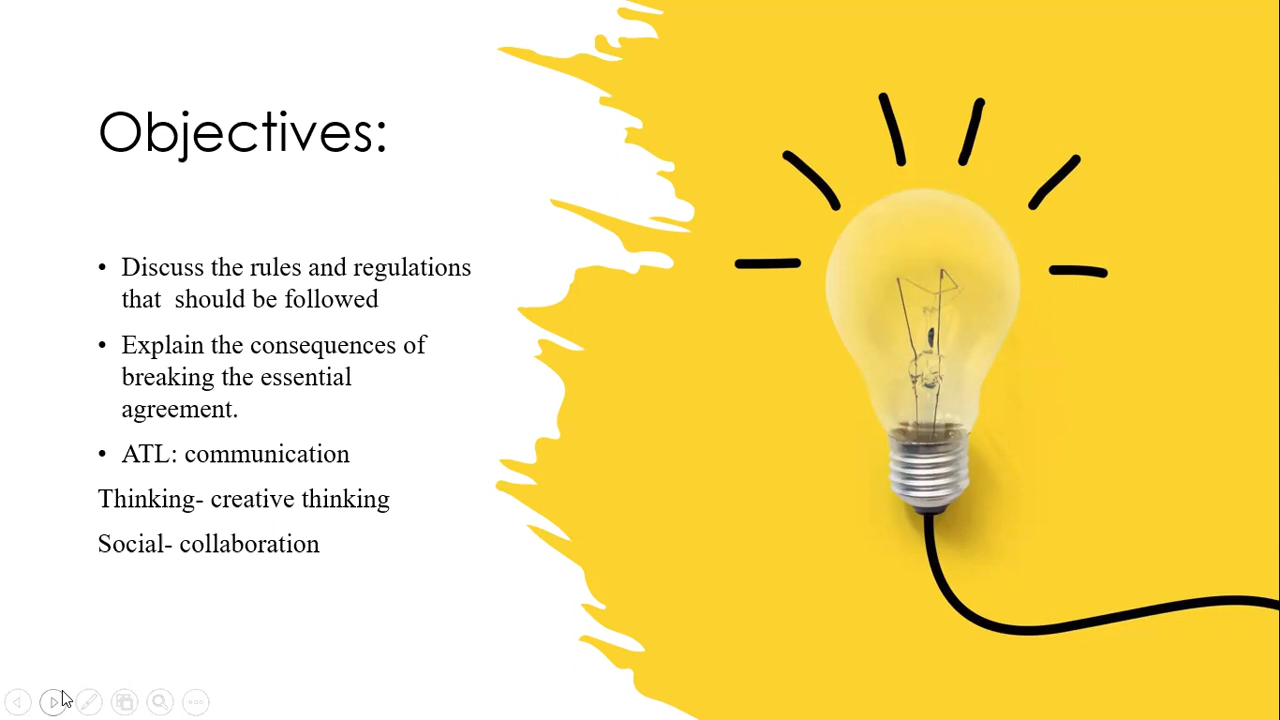 Objectives:
• Discuss the rules and regulations
that  should be followed
• Explain the consequences of
breaking the essential
agreement.
• ATL: communication
Thinking- creative thinking
Social- collaboration